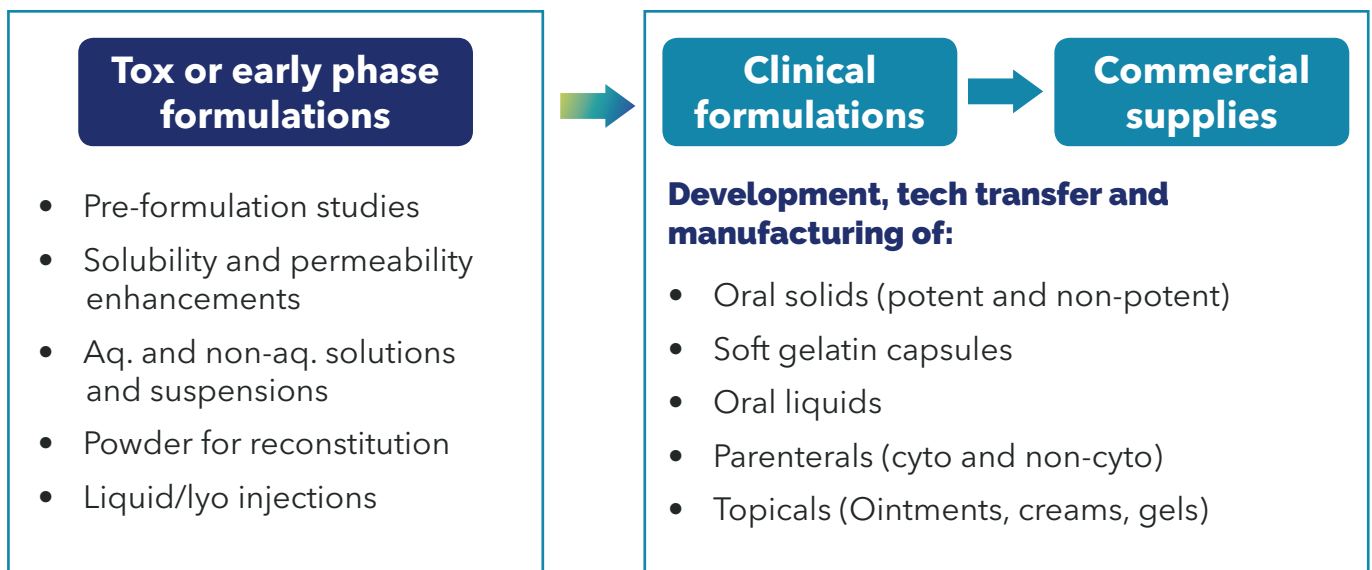 Tox or early phase
formulations
• Pre-formulation studies
• Solubility and permeability
enhancements
• Aq. and non-aq. solutions
and suspensions
• Powder for reconstitution
• Liquid/lyo injections
Clinical
formulations
Commercial
supplies
Development, tech transfer and
manufacturing of:
• Oral solids (potent and non-potent)
• Soft gelatin capsules
• Oral liquids
• Parenterals (cyto and non-cyto)
• Topicals (Ointments, creams, gels)